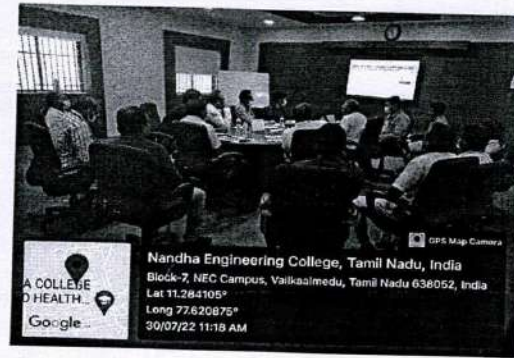 GPS Map Camera
Nandha Engineering College, Tamil Nadu, India
Block-7, NEC Campus, Vaikaalmedu, Tamil Nadu 638052, India
Lat 11.284105°
Long 77.620875°
30/07/22 11:18 AM
A COLLEGE
O HEALTH...
Google